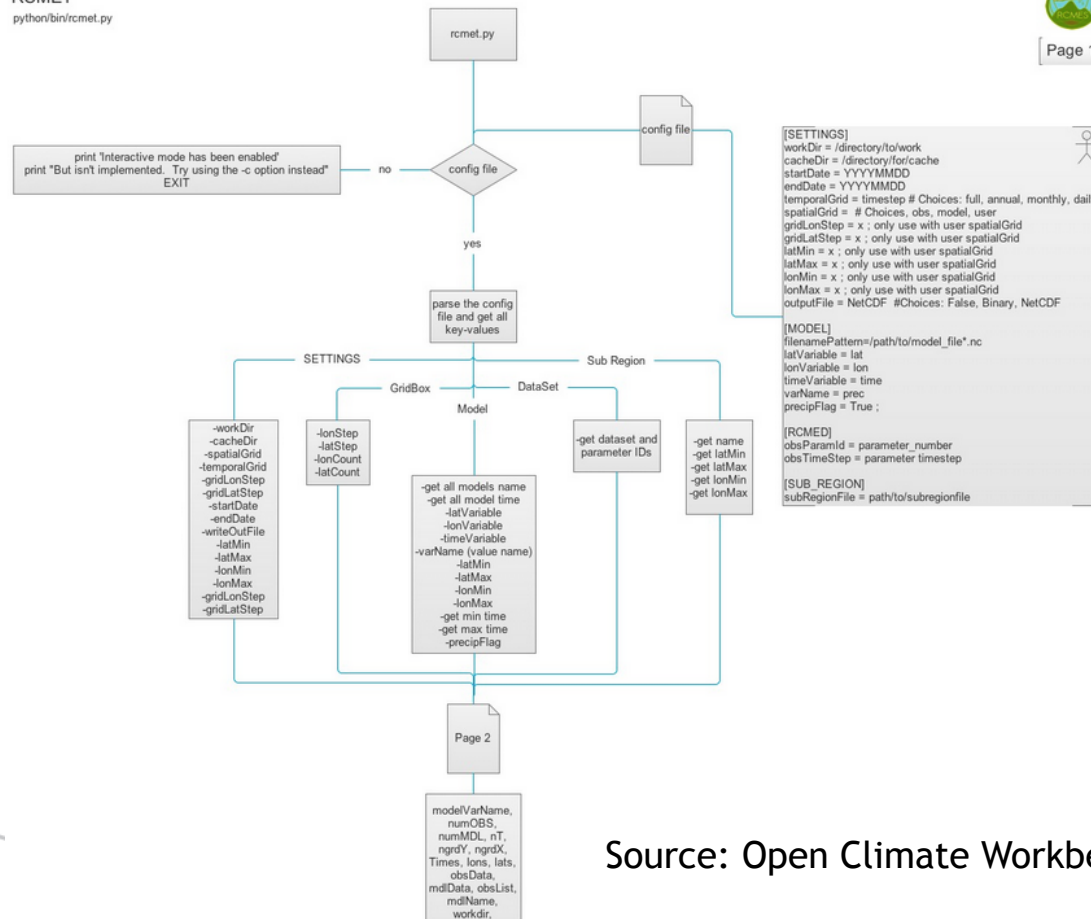 python/bin/rcmet.py
RCMES
Page 1
rcmet.py
config file
print 'Interactive mode has been enabled'
print "But isn't implemented. Try using the -c option instead"
EXIT
no
config file
yes
parse the config
file and get all
key-values
[SETTINGS]
workDir = /directory/to/work
cacheDir = /directory/for/cache
startDate = YYYYMMDD
endDate = YYYYMMDD
temporalGrid = timestep # Choices: full, annual, monthly, dail
spatialGrid = # Choices, obs, model, user
gridLonStep = x ; only use with user spatialGrid
gridLatStep = x ; only use with user spatialGrid
latMin = x ; only use with user spatialGrid
latMax = x ; only use with user spatialGrid
lonMin = x ; only use with user spatialGrid
lonMax = x ; only use with user spatialGrid
outputFile = NetCDF #Choices: False, Binary, NetCDF
[MODEL]
filenamePattern=/path/to/model_file*.nc
latVariable = lat
lonVariable = lon
timeVariable = time
varName = prec
precipFlag = True ;
[RCMED]
obsParamId = parameter_number
obsTimeStep = parameter timestep
[SUB_REGION]
subRegionFile = path/to/subregionfile
SETTINGS
Sub Region
GridBox
DataSet
Model
-workDir
-cacheDir
-spatialGrid
-temporalGrid
-gridLonStep
-gridLatStep
-startDate
-endDate
-writeOutFile
-latMin
-latMax
-lonMin
-lonMax
-gridLonStep
-gridLatStep
-lonStep
-latStep
-lonCount
-latCount
-get all models name
-get all model time
-latVariable
-lonVariable
-timeVariable
-varName (value name)
-latMin
-latMax
-lonMin
-lonMax
-get min time
-get max time
-precipFlag
-get dataset and
parameter IDs
-get name
-get latMin
-get latMax
-get lonMin
-get lonMax
Page 2
modelVarName,
numOBS,
numMDL, nT,
ngrdY, ngrdX,
Times, lons, lats,
obsData,
mdlData, obsList,
mdlName,
workdir,
Source: Open Climate Workbe